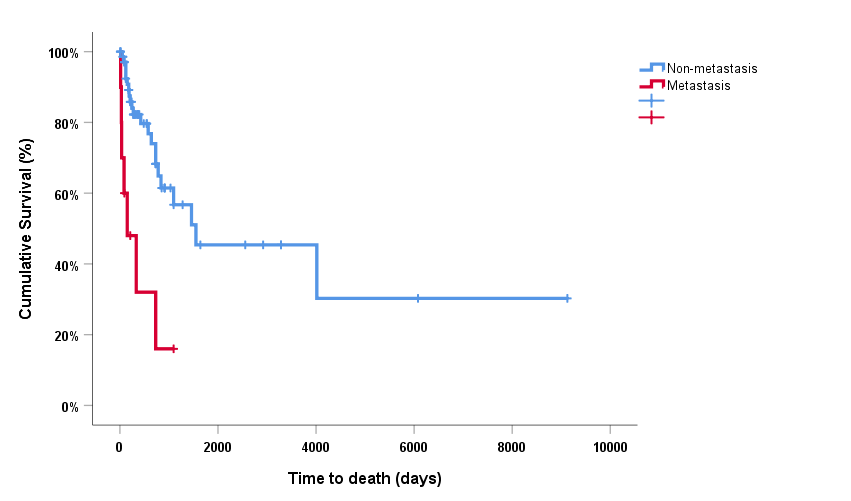 Non-metastasis
Metastasis
Cumulative Survival (%)
100%
80%
60%
40%
20%
0%
0 2000 4000 6000 8000 10000
Time to death (days)